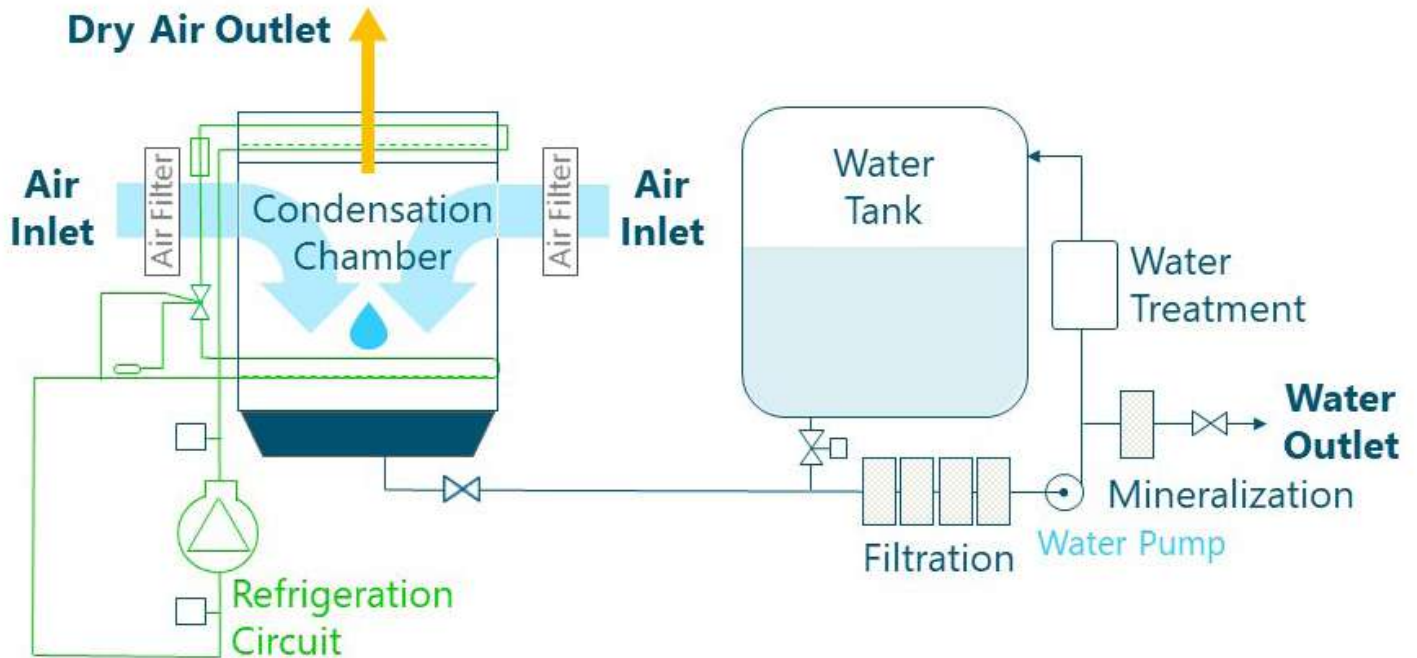 Dry Air Outlet
Air
Inlet
Air Filter
Condensation
Chamber
Air Filter
Air
Inlet
Water
Tank
Water
Treatment
Water
Outlet
Mineralization
Water Pump
Filtration
Refrigeration
Circuit